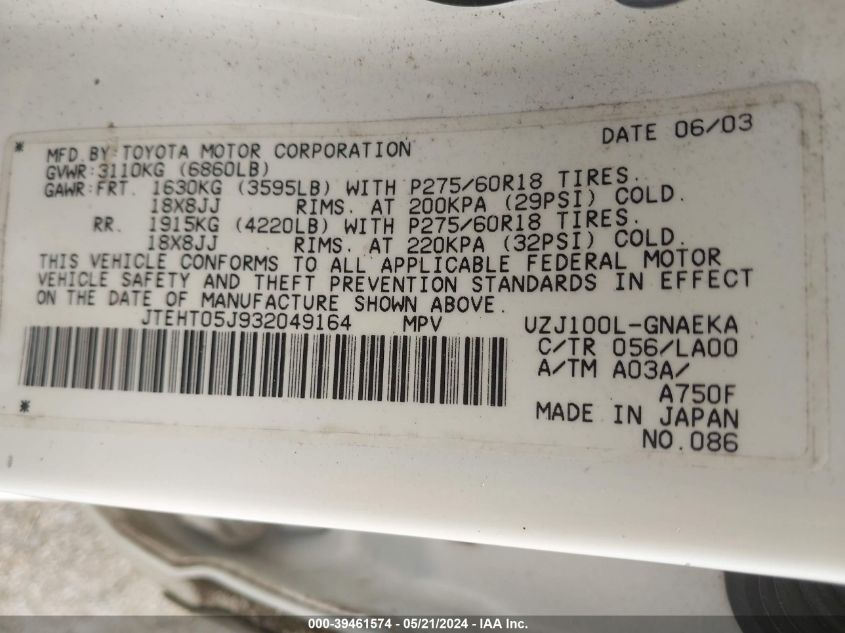 DATE 06/03
* MFD.BY:TOYOTA MOTOR CORPORATION
GVWR:3110KG (6860LB)
GAWR:FRT. 1630KG (3595LB) WITH P275/60R18 TIRES.
18X8JJ RIMS. AT 200KPA (29PSI) COLD.
RR. 1915KG (4220LB) WITH P275/60R18 TIRES.
18X8JJ RIMS. AT 220KPA (32PSI) COLD.
THIS VEHICLE CONFORMS TO ALL APPLICABLE FEDERAL MOTOR
VEHICLE SAFETY AND THEFT PREVENTION STANDARDS IN EFFECT
ON THE DATE OF MANUFACTURE SHOWN ABOVE.
JTEHT05J932049164 MPV UZJ100L-GNAEKA
C/TR 056/LA00
A/TM A03A/
A750F
* MADE IN JAPAN
NO.086
000-39461574 | 05/21/2024 - IAA Inc.